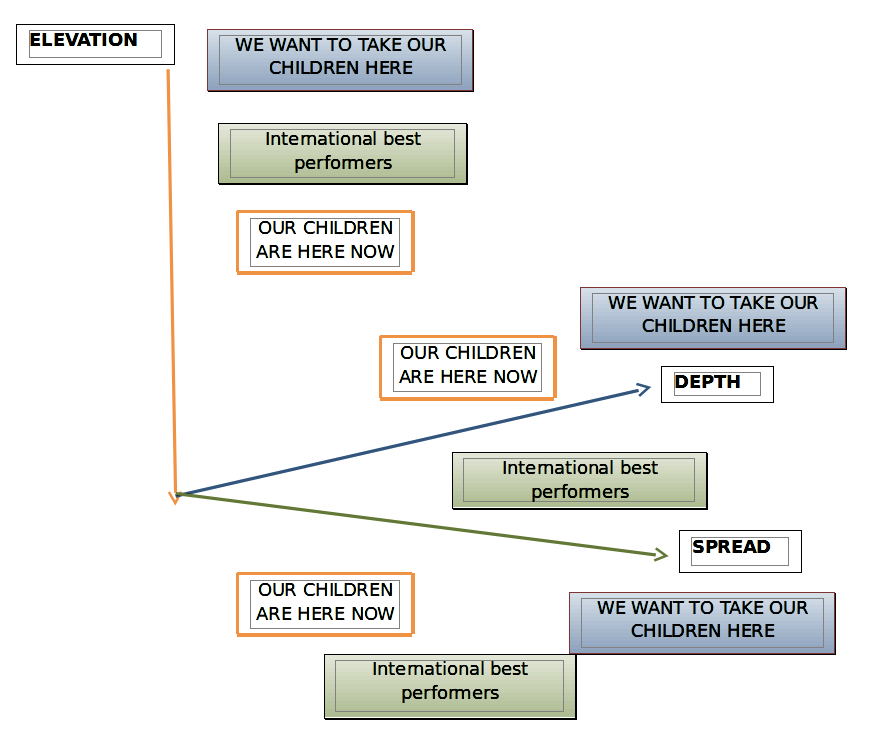 ELEVATION
WE WANT TO TAKE OUR
CHILDREN HERE
International best
performers
OUR CHILDREN
ARE HERE NOW
WE WANT TO TAKE OUR
CHILDREN HERE
OUR CHILDREN
ARE HERE NOW
DEPTH
International best
performers
SPREAD
OUR CHILDREN
ARE HERE NOW
WE WANT TO TAKE OUR
CHILDREN HERE
International best
performers